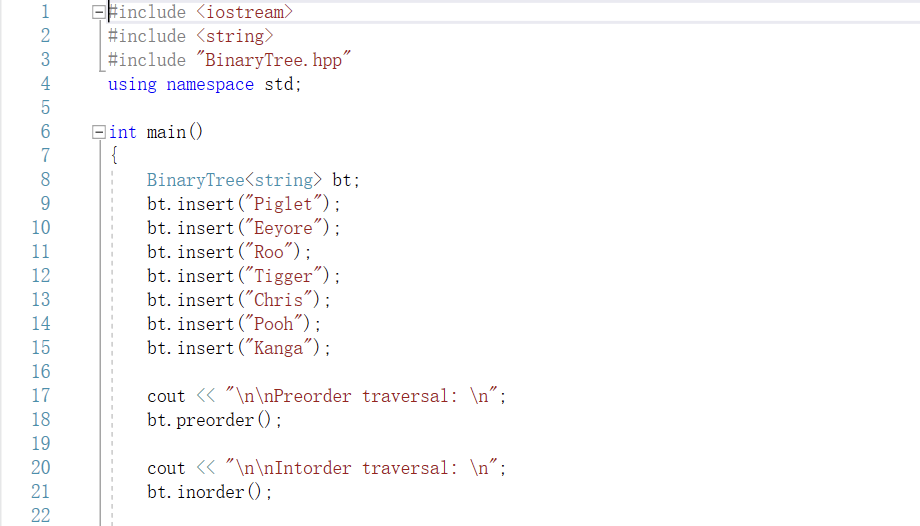 1 #include <iostream>
2 #include <string>
3 #include "BinaryTree.hpp"
4 using namespace std;
5
6 int main()
7 {
8 BinaryTree<string> bt;
9 bt.insert("Piglet");
10 bt.insert("Eeyore");
11 bt.insert("Roo");
12 bt.insert("Tigger");
13 bt.insert("Chris");
14 bt.insert("Pooh");
15 bt.insert("Kanga");
16
17 cout << "\n\nPreorder traversal: \n";
18 bt.preorder();
19
20 cout << "\n\nIntorder traversal: \n";
21 bt.inorder();
22